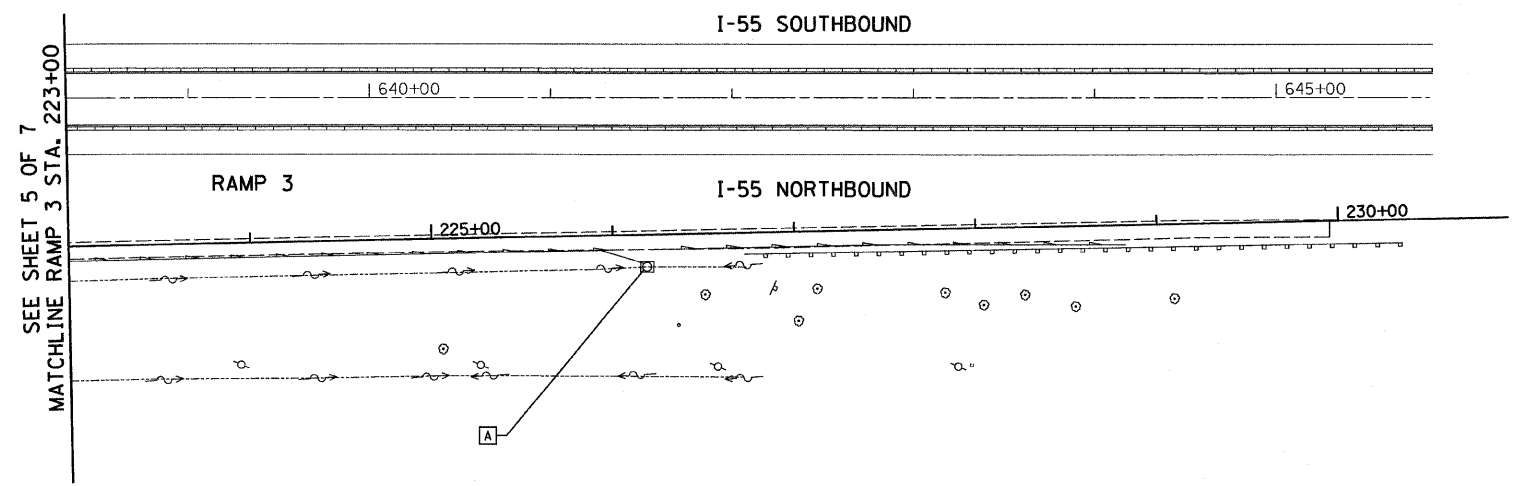 I-55 SOUTHBOUND
640+00
645+00
SEE SHEET 5 OF 7
MATCHLINE RAMP 3 STA. 223+00
RAMP 3
I-55 NORTHBOUND
225+00
230+00
A